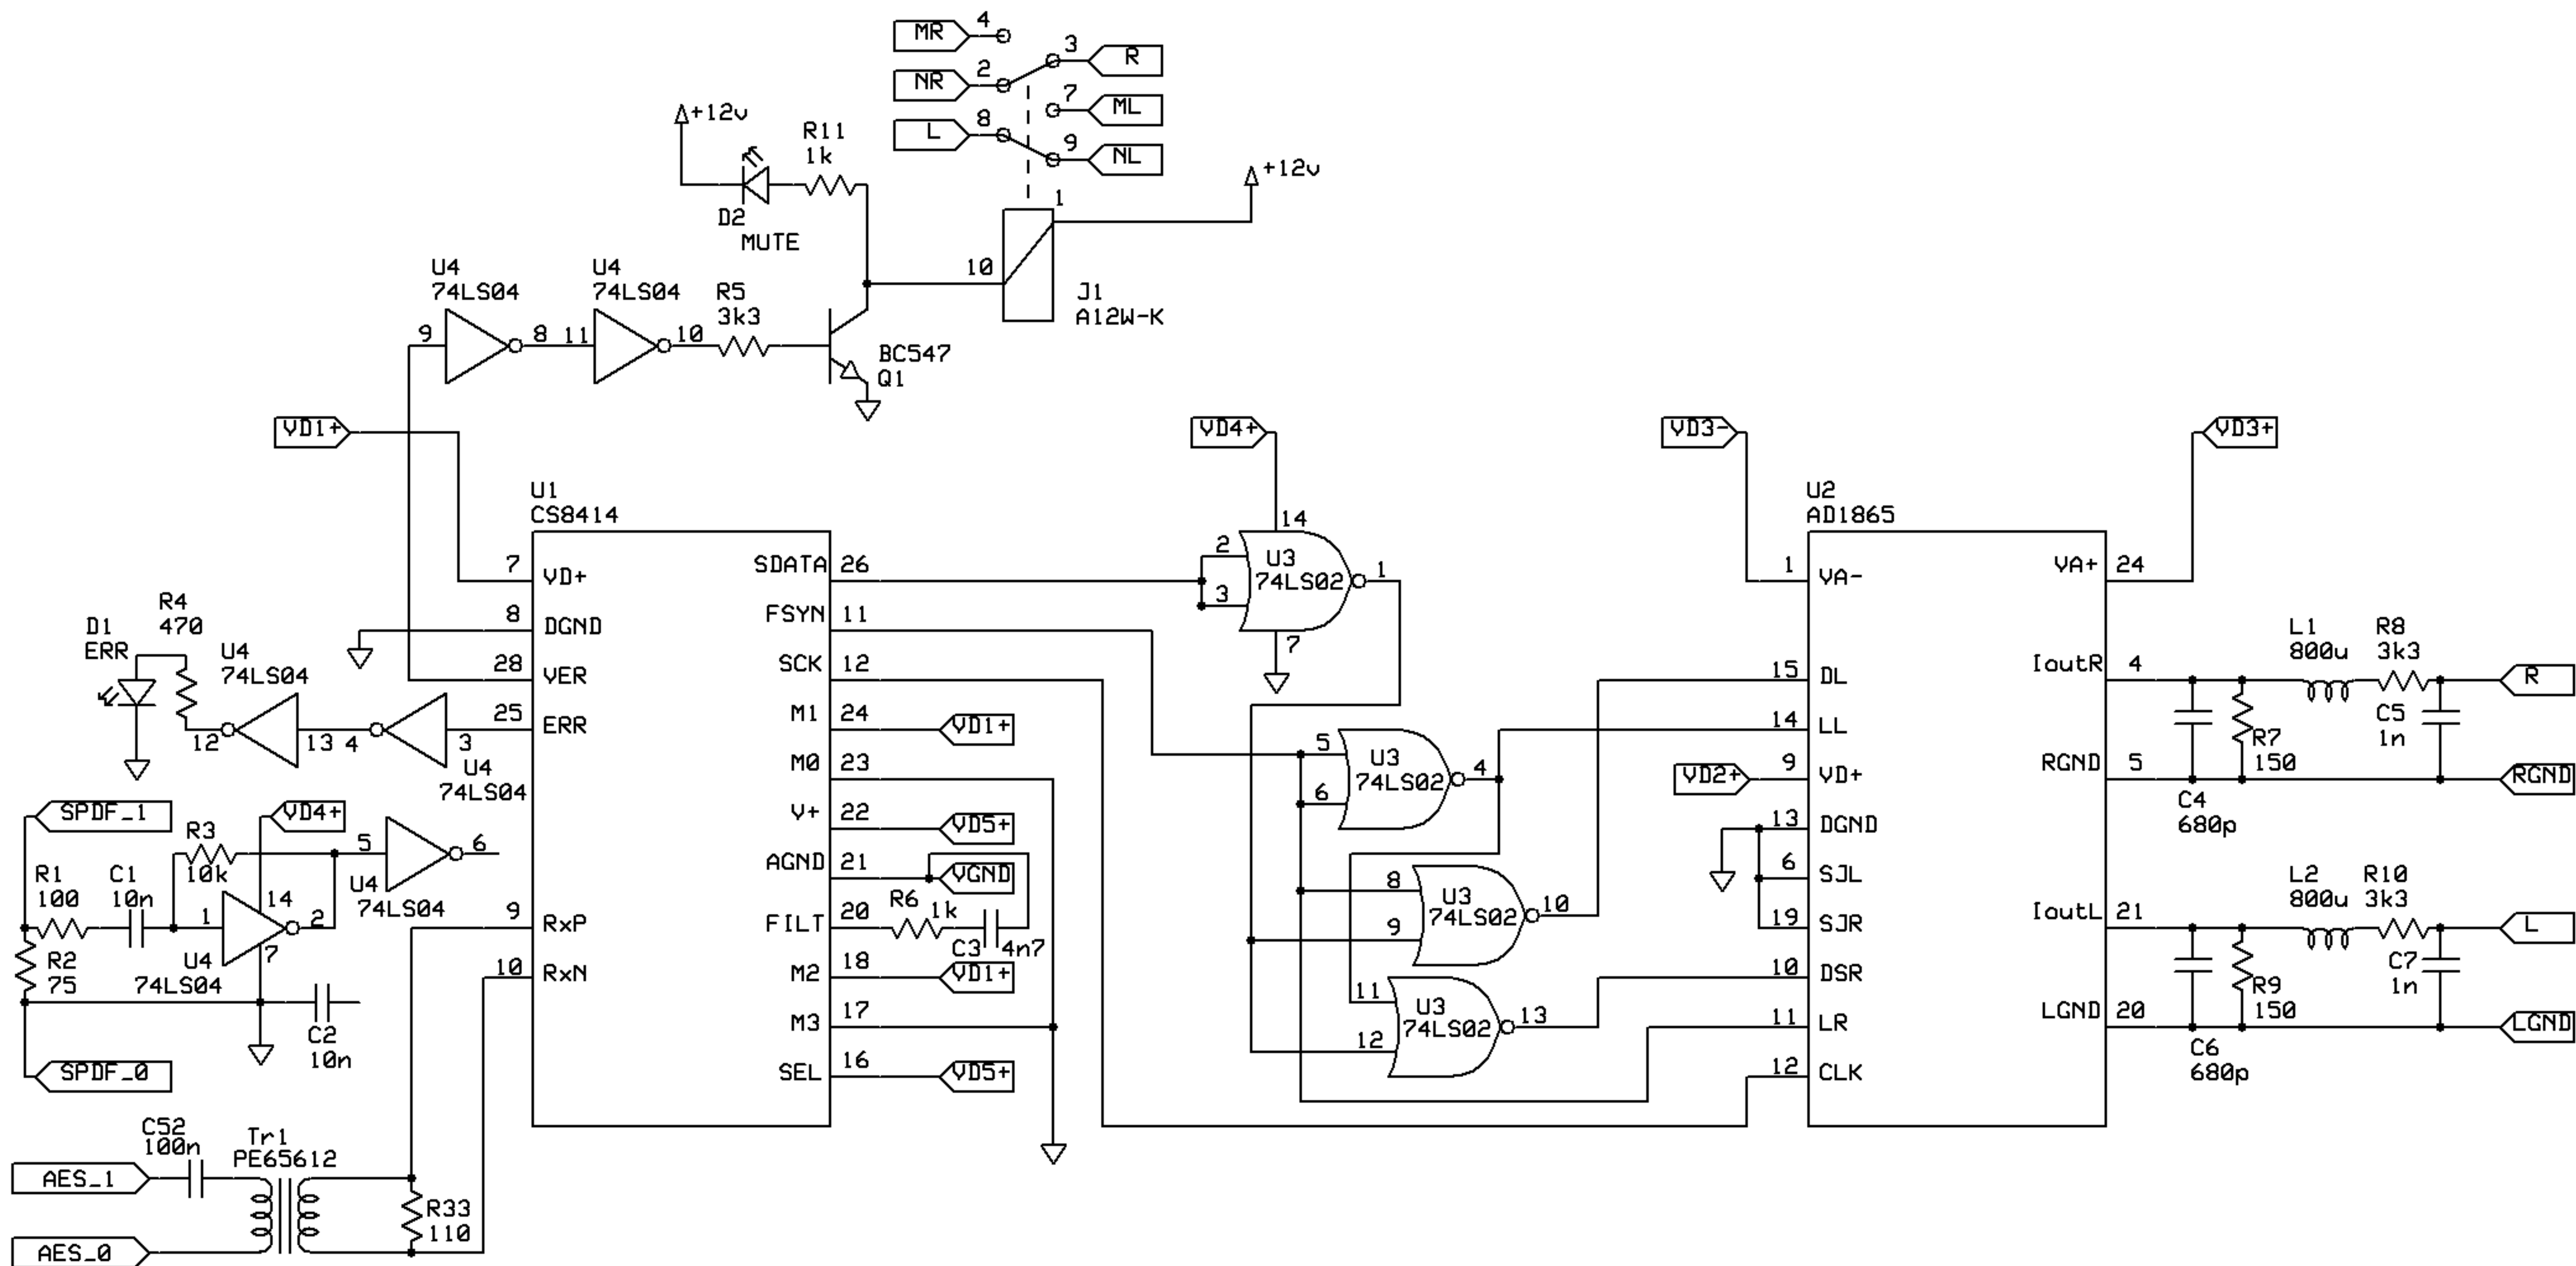 MR 4
3 R
NR 2
7 ML
L 8
9 NL
+12v
R11
1k
+12v
D2
MUTE
1
10
J1
A12W-K
U4
74LS04
U4
74LS04
R5
3k3
9 8 11 10
BC547
Q1
VD1+
VD4+
VD3-
VD3+
U1
CS8414
7 VD+
8 DGND
28 VER
25 ERR
9 RxP
10 RxN
SDATA 26
FSYN 11
SCK 12
M1 24 VD1+
M0 23
V+ 22 VD5+
AGND 21 VGND
FILT 20
R6
1k
C3 4n7
M2 18 VD1+
M3 17
SEL 16 VD5+
D1
ERR
R4
470
U4
74LS04
12 13 4 3
U4
74LS04
SPDF_1
VD4+
R3
10k
5 6
U4
74LS04
R1
100
C1
10n
14
1 2
7
U4
74LS04
R2
75
C2
10n
SPDF_0
C52
100n
Tr1
PE65612
AES_1
AES_0
R33
110
14
2
3
U3
74LS02
1
7
5
6
U3
74LS02
4
8
9
U3
74LS02
10
11
12
U3
74LS02
13
U2
AD1865
1 VA-
15 DL
14 LL
VD2+ 9 VD+
13 DGND
6 SJL
19 SJR
10 DSR
11 LR
12 CLK
VA+ 24
IoutR 4
RGND 5
IoutL 21
LGND 20
L1
800u
R8
3k3
R
C5
1n
R7
150
RGND
C4
680p
L2
800u
R10
3k3
L
C7
1n
R9
150
LGND
C6
680p